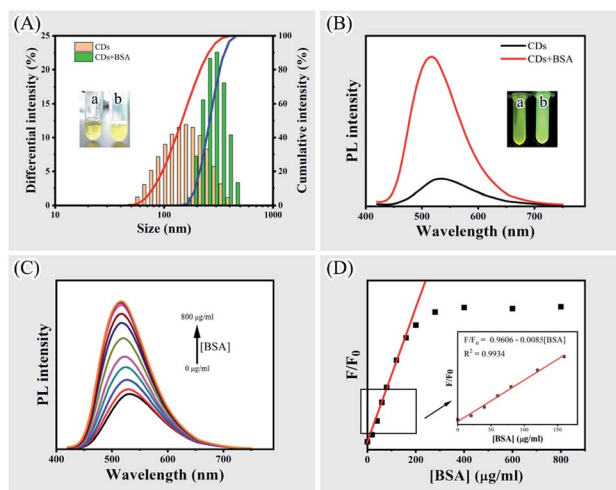 (A)
CDs
CDs+BSA
a b
Differential intensity (%)
25
20
15
10
5
0
Cumulative intensity (%)
100
80
60
40
20
0
10 100 1000
Size (nm)
(B)
CDs
CDs+BSA
a b
PL intensity
400 500 600 700
Wavelength (nm)
(C)
800 µg/ml
[BSA]
0 µg/ml
PL intensity
400 500 600 700
Wavelength (nm)
(D)
F/F0
F/F0 = 0.9606 - 0.0085[BSA]
R2 = 0.9934
F/F0
0 50 100 150
[BSA] (µg/ml)
0 200 400 600 800
[BSA] (µg/ml)